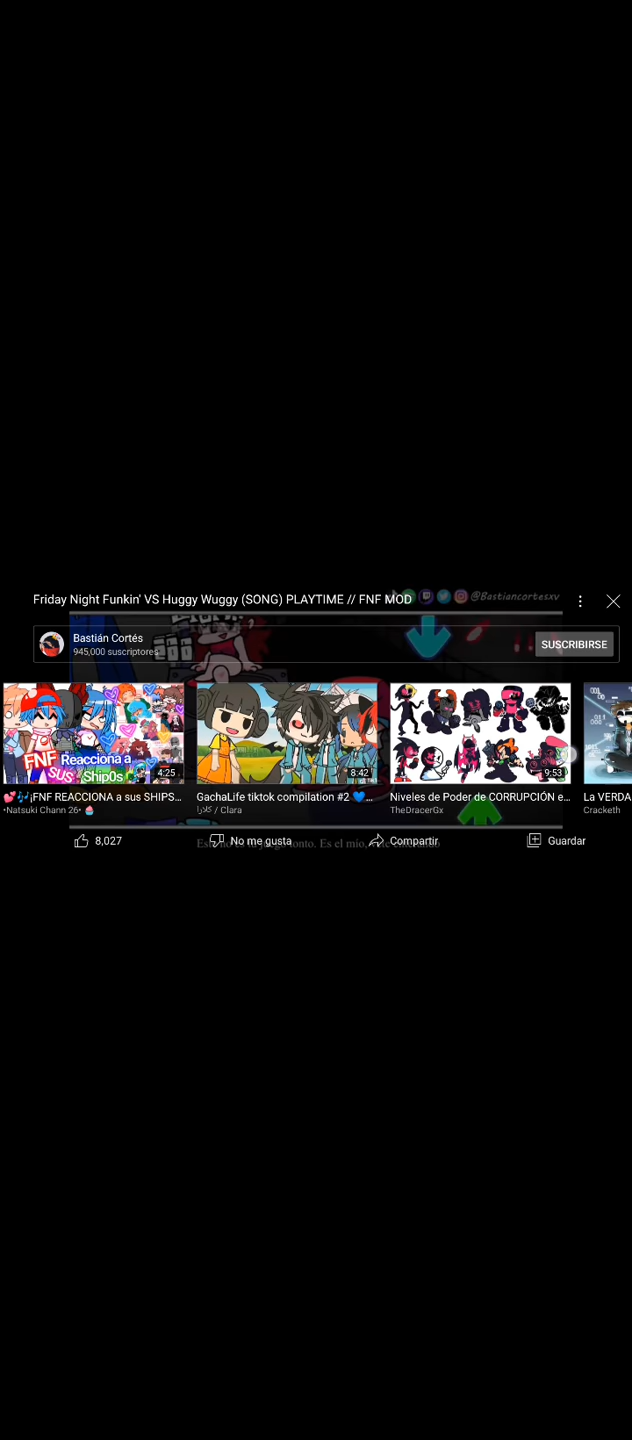 Friday Night Funkin' VS Huggy Wuggy (SONG) PLAYTIME // FNF MOD
@Bastiancortesxv
Bastián Cortés
945,000 suscriptores
SUSCRIBIRSE
FNF Reacciona a
SUS Ship0s
4:25
8:42
9:53
💕🎶¡FNF REACCIONA a sus SHIPS...
GachaLife tiktok compilation #2 💙...
Niveles de Poder de CORRUPCIÓN e...
La VERDA
•Natsuki Chann 26• 🧁
/ Clara
TheDracerGx
Cracketh
8,027
No me gusta
Compartir
Guardar
Es el mío,